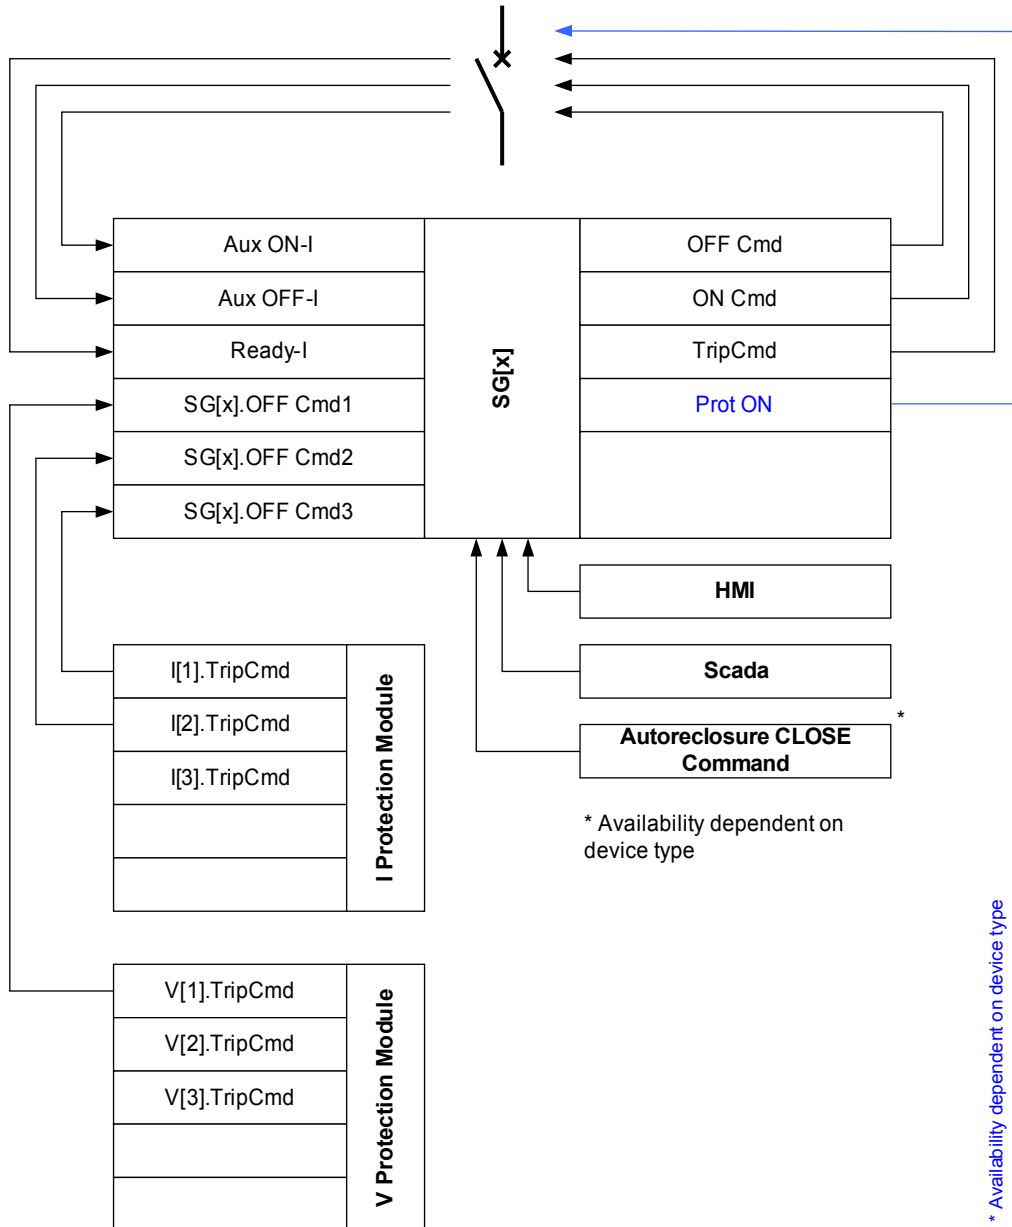 Aux ON-I
OFF Cmd
Aux OFF-I
ON Cmd
Ready-I
TripCmd
SG[x].OFF Cmd1
Prot ON
SG[x].OFF Cmd2
SG[x].OFF Cmd3
SG[x]
HMI
Scada
*
Autoreclosure CLOSE
Command
* Availability dependent on
device type
I[1].TripCmd
I[2].TripCmd
I[3].TripCmd
I Protection Module
V[1].TripCmd
V[2].TripCmd
V[3].TripCmd
V Protection Module
* Availability dependent on device type